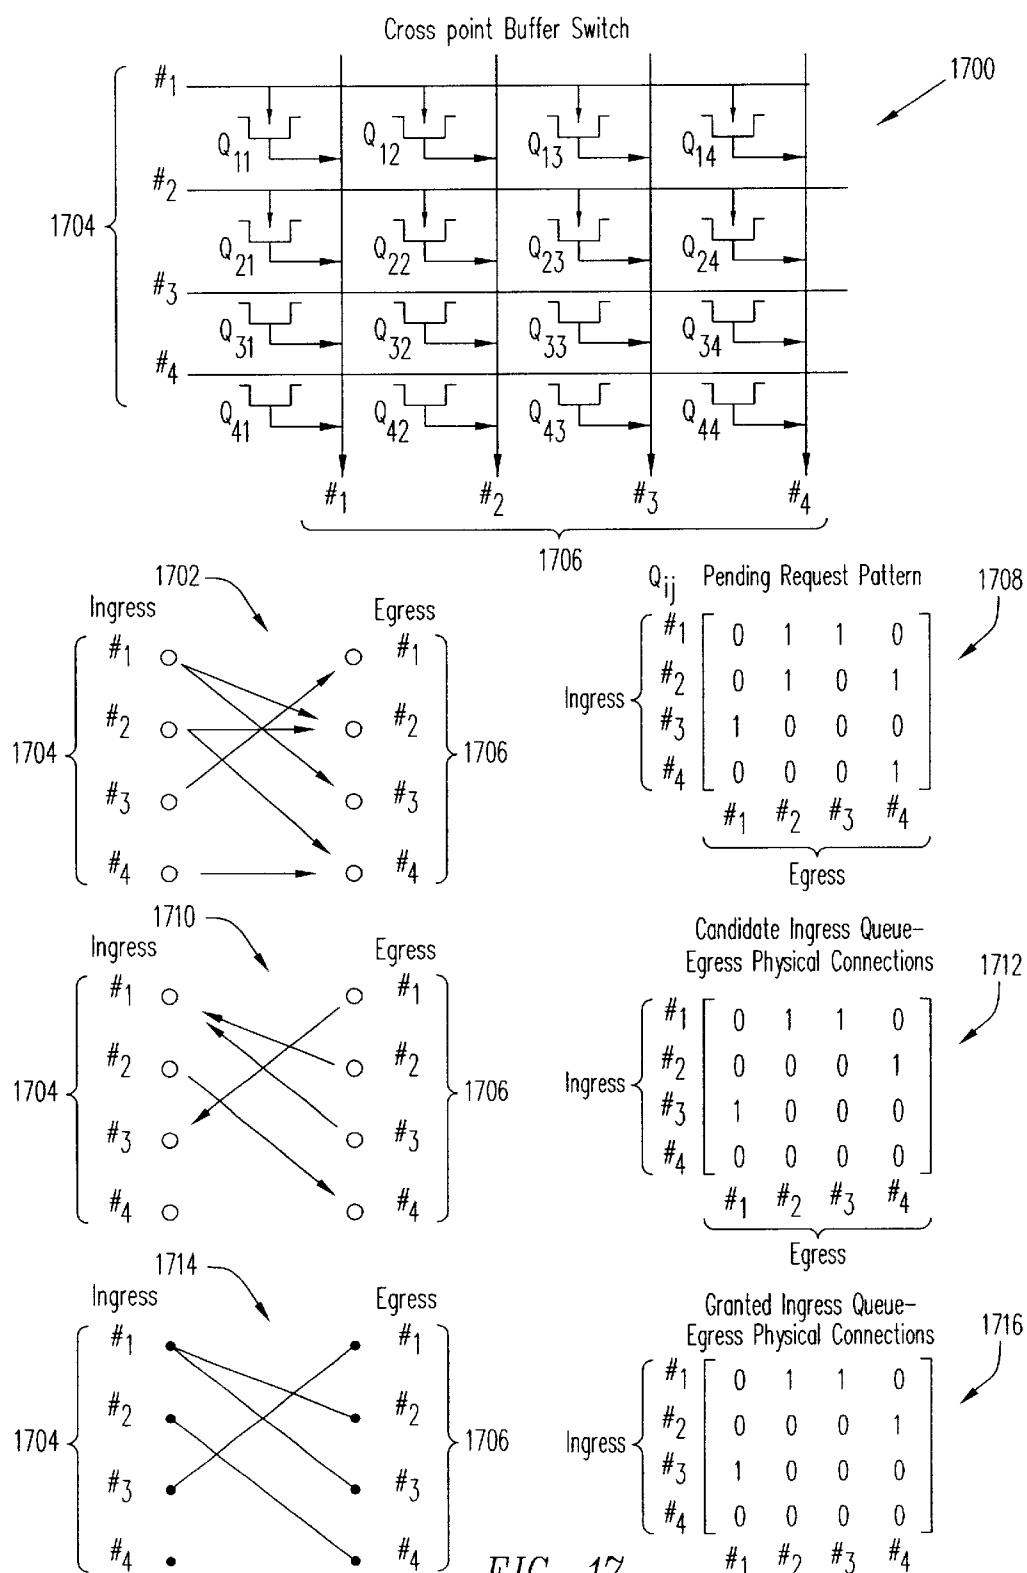 Cross point Buffer Switch
1700
#1
Q11 Q12 Q13 Q14
#2
1704
Q21 Q22 Q23 Q24
#3
Q31 Q32 Q33 Q34
#4
Q41 Q42 Q43 Q44
#1 #2 #3 #4
1706
1702
Ingress Egress
#1 #1
#2 #2
1704 1706
#3 #3
#4 #4
Qij Pending Request Pattern
1708
#1 0 1 1 0
#2 0 1 0 1
Ingress
#3 1 0 0 0
#4 0 0 0 1
#1 #2 #3 #4
Egress
1710
Ingress Egress
#1 #1
#2 #2
1704 1706
#3 #3
#4 #4
Candidate Ingress Queue-
Egress Physical Connections
1712
#1 0 1 1 0
#2 0 0 0 1
Ingress
#3 1 0 0 0
#4 0 0 0 0
#1 #2 #3 #4
Egress
1714
Ingress Egress
#1 #1
#2 #2
1704 1706
#3 #3
#4 #4
Granted Ingress Queue-
Egress Physical Connections
1716
#1 0 1 1 0
#2 0 0 0 1
Ingress
#3 1 0 0 0
#4 0 0 0 0
#1 #2 #3 #4
FIG. 17